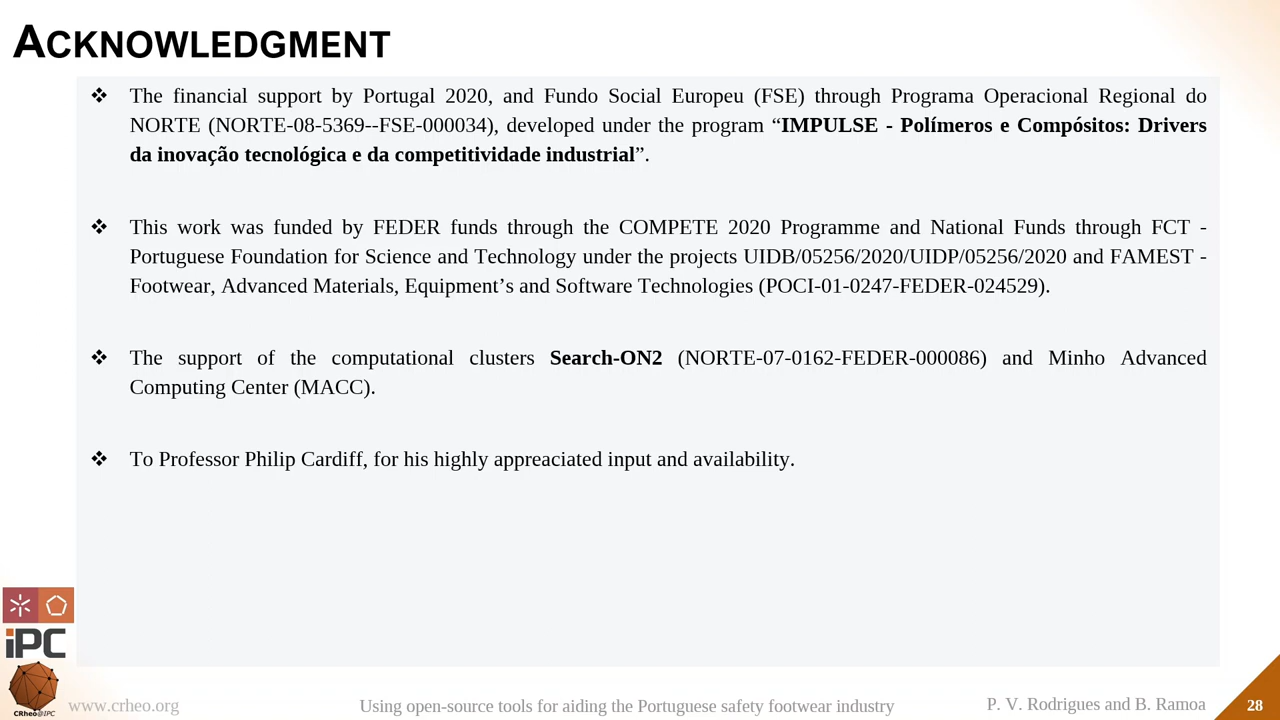 ACKNOWLEDGMENT
❖ The financial support by Portugal 2020, and Fundo Social Europeu (FSE) through Programa Operacional Regional do
NORTE (NORTE-08-5369--FSE-000034), developed under the program “IMPULSE - Polímeros e Compósitos: Drivers
da inovação tecnológica e da competitividade industrial”.
❖ This work was funded by FEDER funds through the COMPETE 2020 Programme and National Funds through FCT -
Portuguese Foundation for Science and Technology under the projects UIDB/05256/2020/UIDP/05256/2020 and FAMEST -
Footwear, Advanced Materials, Equipment’s and Software Technologies (POCI-01-0247-FEDER-024529).
❖ The support of the computational clusters Search-ON2 (NORTE-07-0162-FEDER-000086) and Minho Advanced
Computing Center (MACC).
❖ To Professor Philip Cardiff, for his highly appreaciated input and availability.
iPC
CRheo@IPC
www.crheo.org
Using open-source tools for aiding the Portuguese safety footwear industry
P. V. Rodrigues and B. Ramoa
28